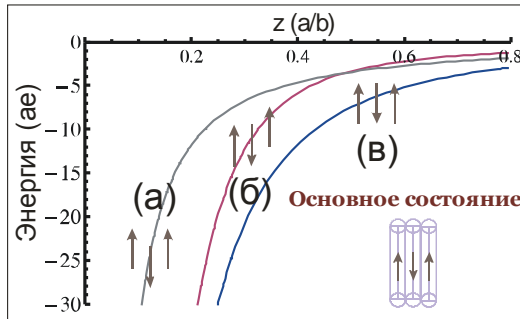 z (a/b)
0 0.2 0.4 0.6 0.8
−5
−10
−15
−20
−25
−30
Энергия (ае)
(а)
(б)
(в)
Основное состояние